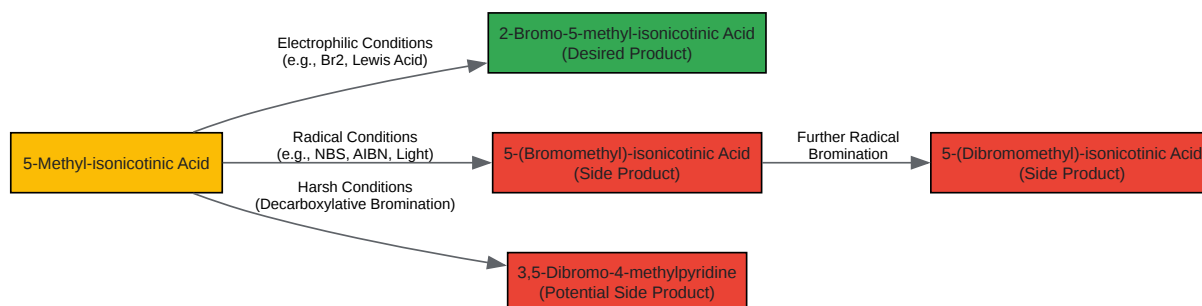 2-Bromo-5-methyl-isonicotinic Acid
(Desired Product)
Electrophilic Conditions
(e.g., Br2, Lewis Acid)
5-Methyl-isonicotinic Acid
Radical Conditions
(e.g., NBS, AIBN, Light)
5-(Bromomethyl)-isonicotinic Acid
(Side Product)
Further Radical
Bromination
5-(Dibromomethyl)-isonicotinic Acid
(Side Product)
Harsh Conditions
(Decarboxylative Bromination)
3,5-Dibromo-4-methylpyridine
(Potential Side Product)